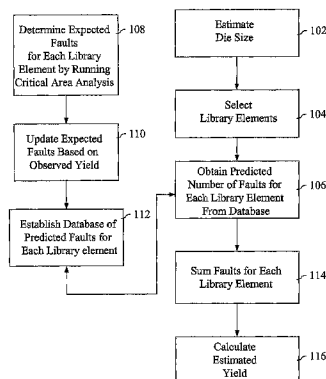 Determine Expected
Faults
for Each Library
Element by Running
Critical Area Analysis
108
Update Expected
Faults Based on
Observed Yield
110
Establish Database of
Predicted Faults for
Each Library element
112
Estimate
Die Size
102
Select
Library Elements
104
Obtain Predicted
Number of Faults for
Each Library Element
From Database
106
Sum Faults for Each
Library Element
114
Calculate
Estimated
Yield
116